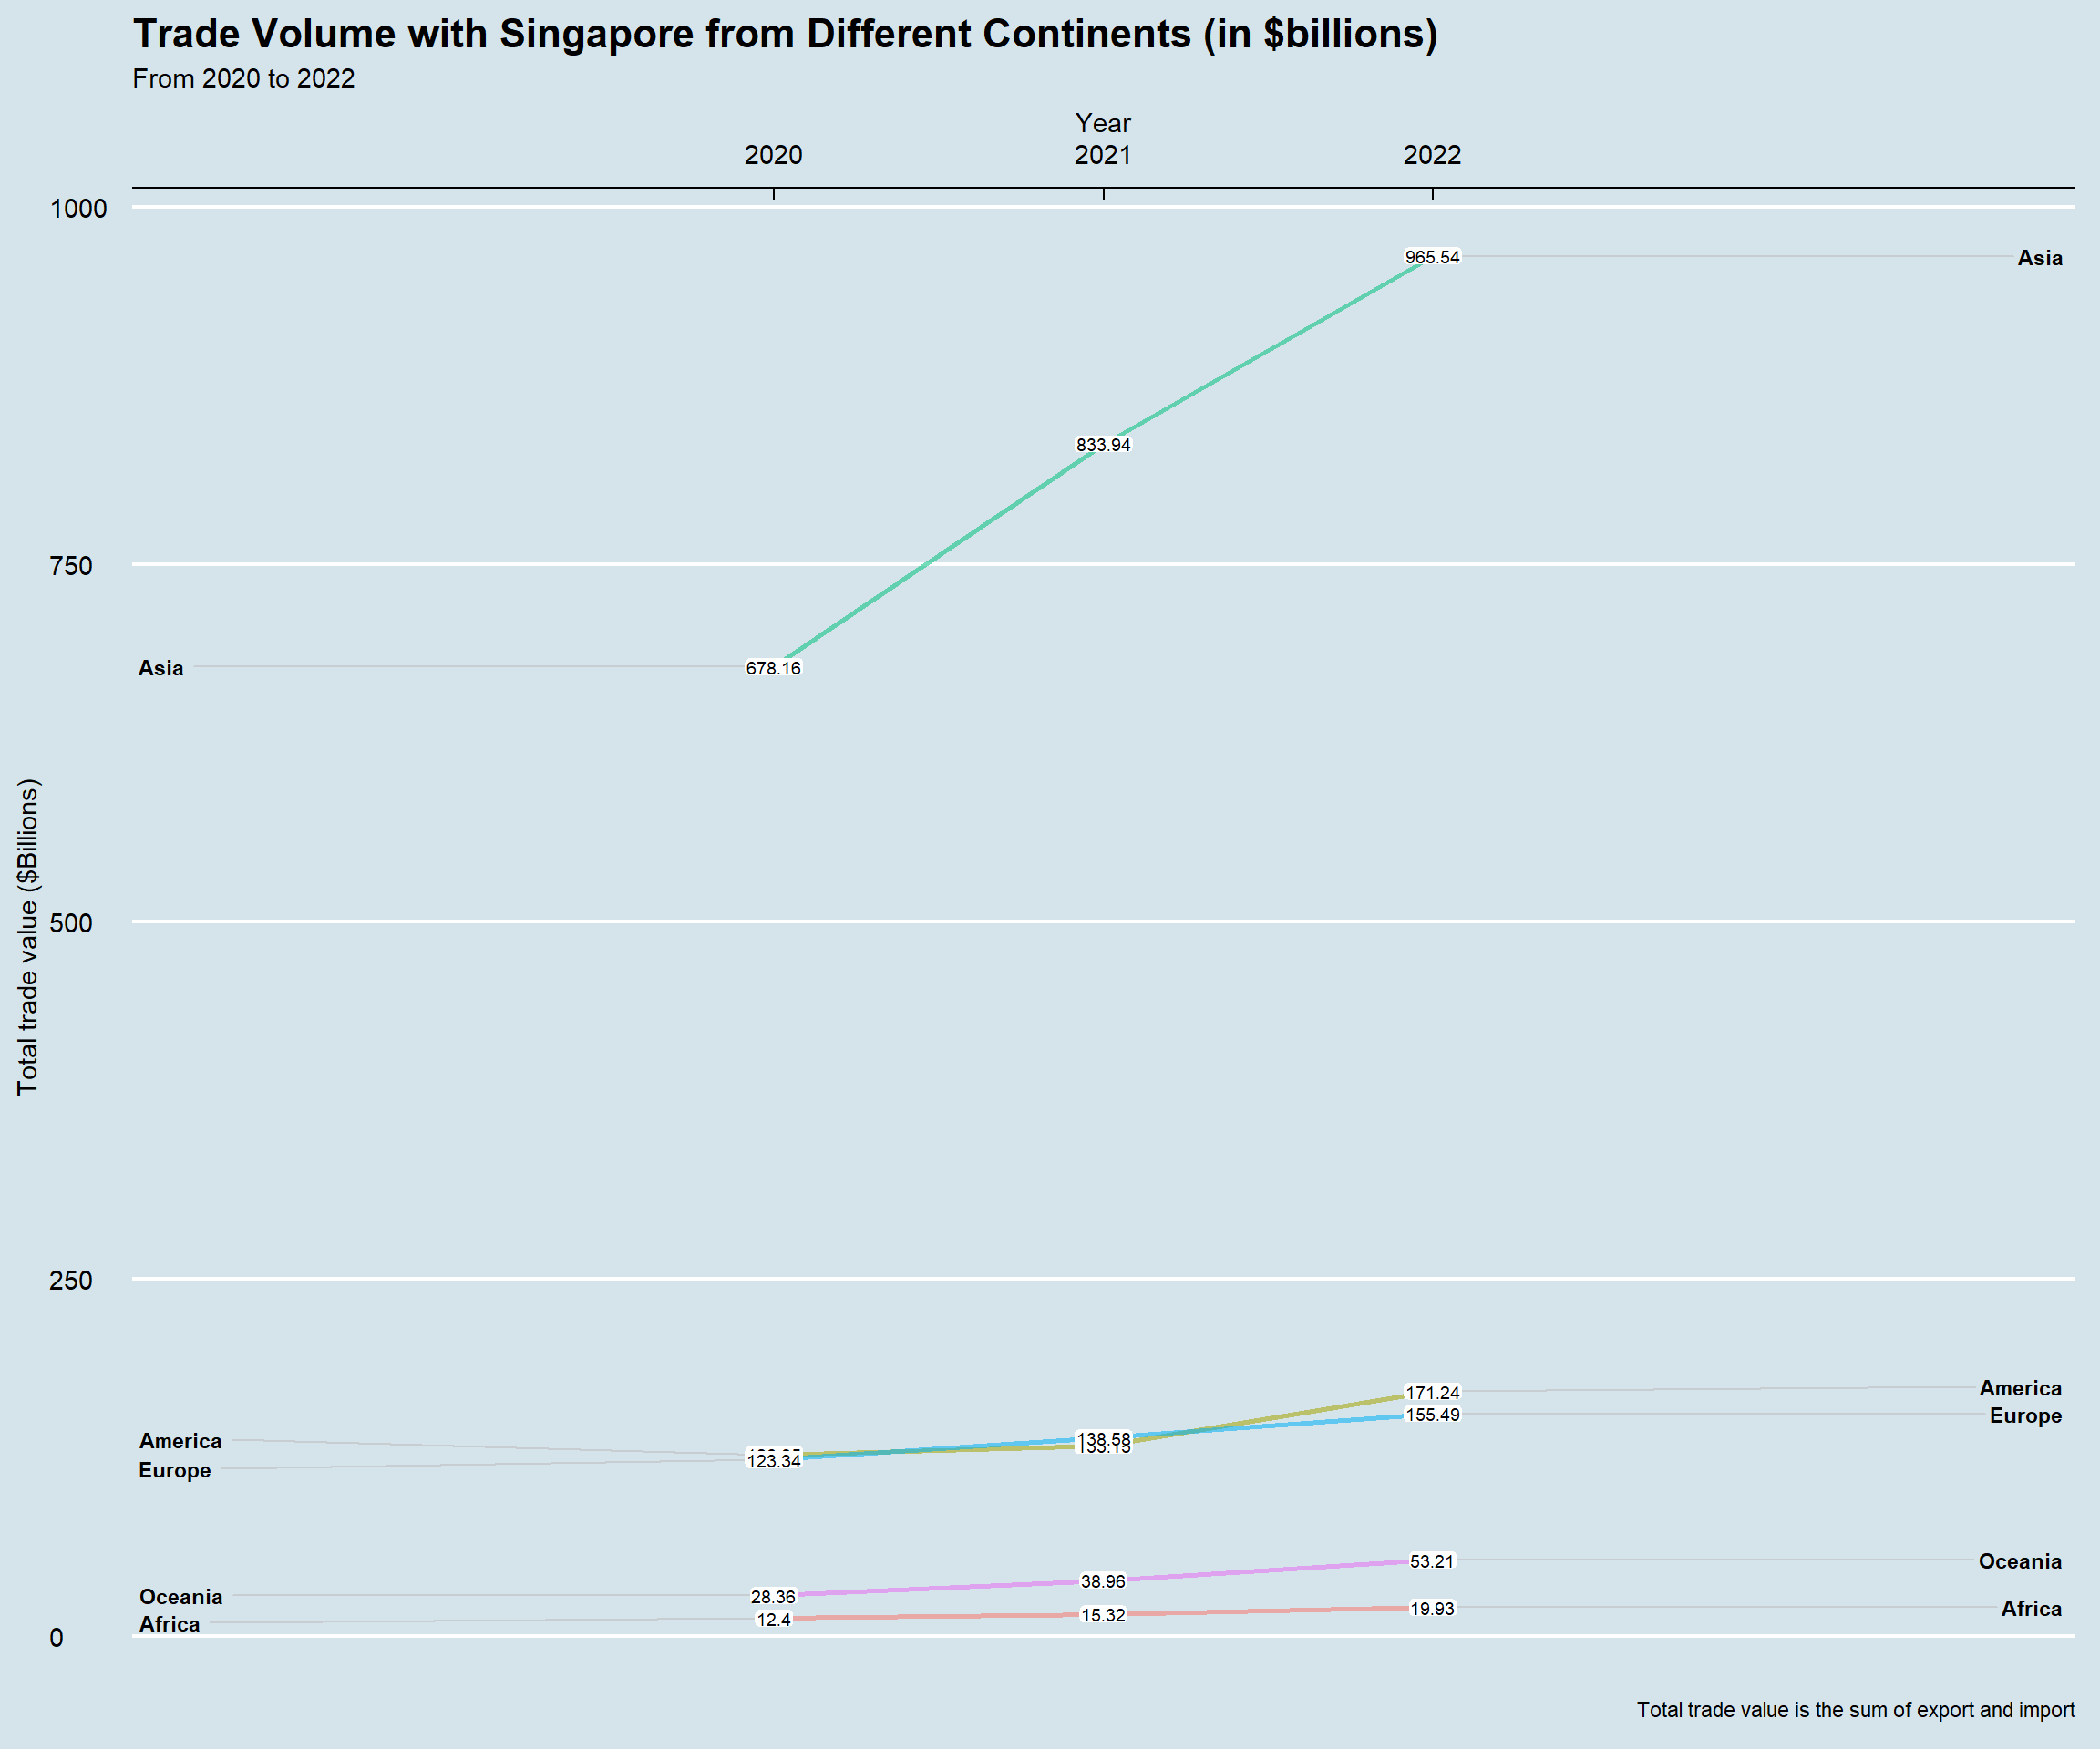 Trade Volume with Singapore from Different Continents (in $billions)
From 2020 to 2022
Year
2020 2021 2022
1000
965.54 Asia
833.94
750
Asia 678.16
Total trade value ($Billions)
500
250
171.24 America
155.49 Europe
America
138.58
Europe 123.34
53.21 Oceania
38.96
Oceania 28.36
19.93 Africa
15.32
Africa 12.4
0
Total trade value is the sum of export and import